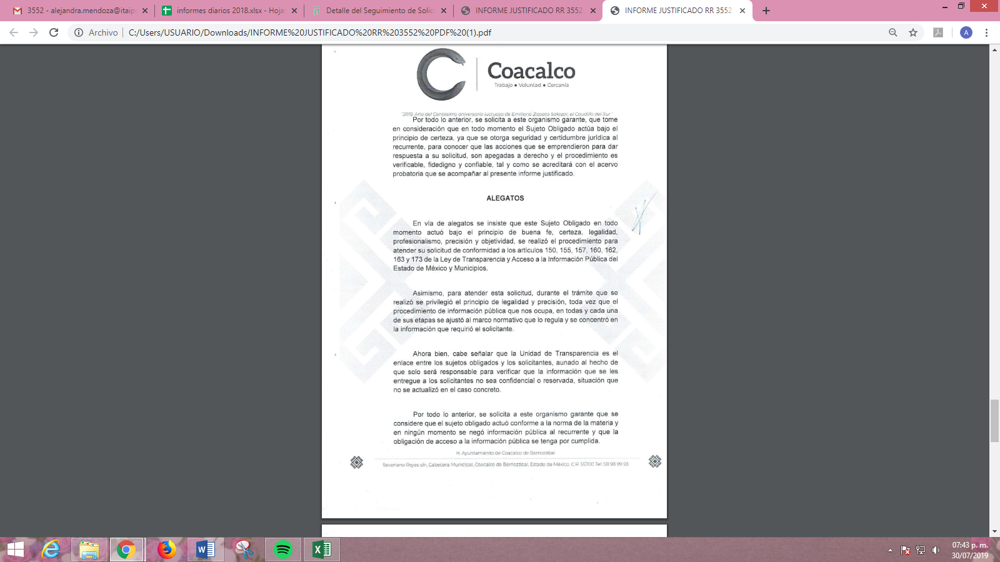 3552 - alejandra.mendoza@itaip
informes diarios 2018.xlsx - Hoja
Detalle del Seguimiento de Solic
INFORME JUSTIFICADO RR 3552
INFORME JUSTIFICADO RR 3552
Archivo
C:/Users/USUARIO/Downloads/INFORME%20JUSTIFICADO%20RR%203552%20PDF%20(1).pdf
A
Coacalco
Trabajo ◆ Voluntad ◆ Cercanía
"2019. Año del Centésimo aniversario luctuoso de Emiliano Zapata Salazar, el Caudillo del Sur"
Por todo lo anterior, se solicita a este organismo garante, que tome
en consideración que en todo momento el Sujeto Obligado actúa bajo el
principio de certeza, ya que se otorga seguridad y certidumbre jurídica al
recurrente, para conocer que las acciones que se emprendieron para dar
respuesta a su solicitud, son apegadas a derecho y el procedimiento es
verificable, fidedigno y confiable, tal y como se acreditará con el acervo
probatoria que se acompañar al presente informe justificado.
ALEGATOS
En vía de alegatos se insiste que este Sujeto Obligado en todo
momento actuó bajo el principio de buena fe, certeza, legalidad,
profesionalismo, precisión y objetividad, se realizó el procedimiento para
atender su solicitud de conformidad a los artículos 150, 155, 157, 160, 162,
163 y 173 de la Ley de Transparencia y Acceso a la Información Pública del
Estado de México y Municipios.
Asimismo, para atender esta solicitud, durante el trámite que se
realizó se privilegió el principio de legalidad y precisión, toda vez que el
procedimiento de información pública que nos ocupa, en todas y cada una
de sus etapas se ajustó al marco normativo que lo regula y se concentró en
la información que requirió el solicitante.
Ahora bien, cabe señalar que la Unidad de Transparencia es el
enlace entre los sujetos obligados y los solicitantes, aunado al hecho de
que solo será responsable para verificar que la información que se les
entregue a los solicitantes no sea confidencial o reservada, situación que
no se actualizó en el caso concreto.
Por todo lo anterior, se solicita a este organismo garante que se
considere que el sujeto obligado actuó conforme a la norma de la materia y
en ningún momento se negó información pública al recurrente y que la
obligación de acceso a la información pública se tenga por cumplida.
H. Ayuntamiento de Coacalco de Berriozábal
Severiano Reyes s/n, Cabecera Municipal, Coacalco de Berriozábal, Estado de México, C.P. 55700 Tel: 58 98 99 93
07:43 p. m.
30/07/2019